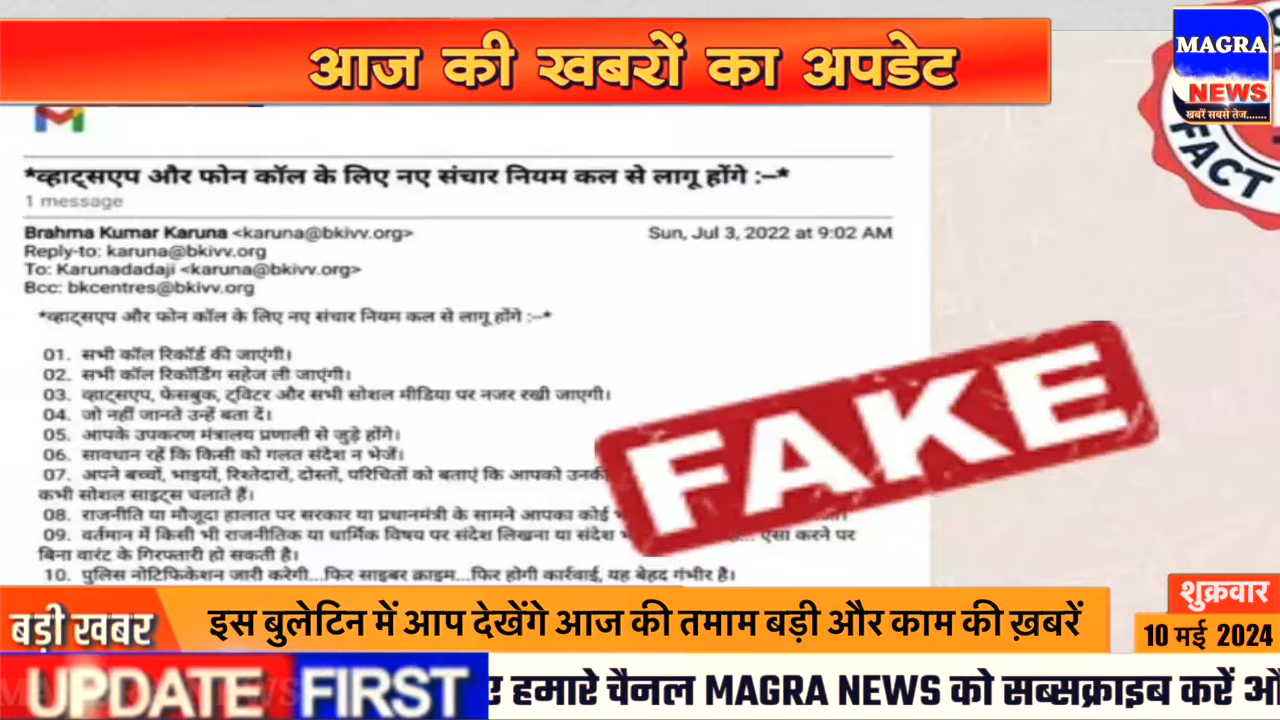 आज की खबरों का अपडेट
MAGRA
NEWS
खबरें सबसे तेज.......
FACT
*व्हाट्सएप और फोन कॉल के लिए नए संचार नियम कल से लागू होंगे :-*
1 message
Brahma Kumar Karuna <karuna@bkivv.org> Sun, Jul 3, 2022 at 9:02 AM
Reply-to: karuna@bkivv.org
To: Karunadadaji <karuna@bkivv.org>
Bcc: bkcentres@bkivv.org
*व्हाट्सएप और फोन कॉल के लिए नए संचार नियम कल से लागू होंगे :-*
01. सभी कॉल रिकॉर्ड की जाएंगी।
02. सभी कॉल रिकॉर्डिंग सहेज ली जाएंगी।
03. व्हाट्सएप, फेसबुक, ट्विटर और सभी सोशल मीडिया पर नजर रखी जाएगी।
04. जो नहीं जानते उन्हें बता दें।
05. आपके उपकरण मंत्रालय प्रणाली से जुड़े होंगे।
06. सावधान रहें कि किसी को गलत संदेश न भेजें।
07. अपने बच्चों, भाइयों, रिश्तेदारों, दोस्तों, परिचितों को बताएं कि आपको उनकी
कभी सोशल साइट्स चलाते हैं।
08. राजनीति या मौजूदा हालात पर सरकार या प्रधानमंत्री के सामने आपका कोई
09. वर्तमान में किसी भी राजनीतिक या धार्मिक विषय पर संदेश लिखना या संदेश ... ऐसा करने पर
बिना वारंट के गिरफ्तारी हो सकती है।
10. पुलिस नोटिफिकेशन जारी करेगी...फिर साइबर क्राइम...फिर होगी कार्रवाई, यह बेहद गंभीर है।
FAKE
बड़ी खबर
इस बुलेटिन में आप देखेंगे आज की तमाम बड़ी और काम की ख़बरें
शुक्रवार
10 मई 2024
UPDATE FIRST
हमारे चैनल MAGRA NEWS को सब्सक्राइब करें